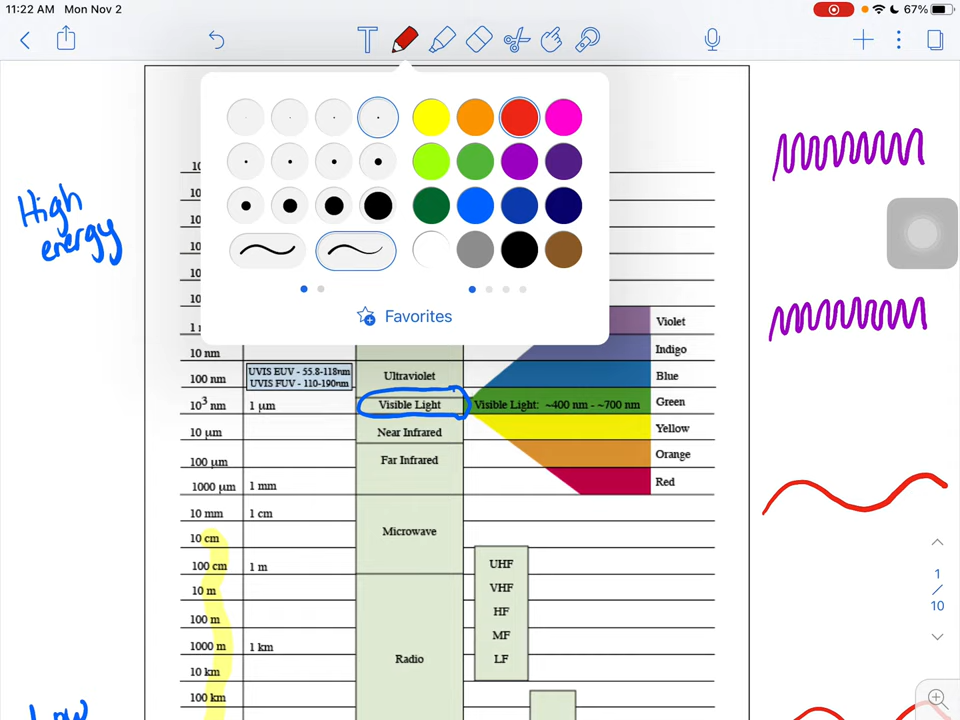 11:22 AM Mon Nov 2
67%
T
High
energy
Favorites
1
10 nm
100 nm
10³ nm
1 μm
10 μm
100 μm
1000 μm
1 mm
10 mm
1 cm
10 cm
100 cm
1 m
10 m
100 m
1000 m
1 km
10 km
100 km
UVIS EUV - 55.8-118nm
UVIS FUV - 110-190nm
Ultraviolet
Visible Light
Near Infrared
Far Infrared
Microwave
Radio
Visible Light: ~400 nm - ~700 nm
Violet
Indigo
Blue
Green
Yellow
Orange
Red
UHF
VHF
HF
MF
LF
1
/
10
Low